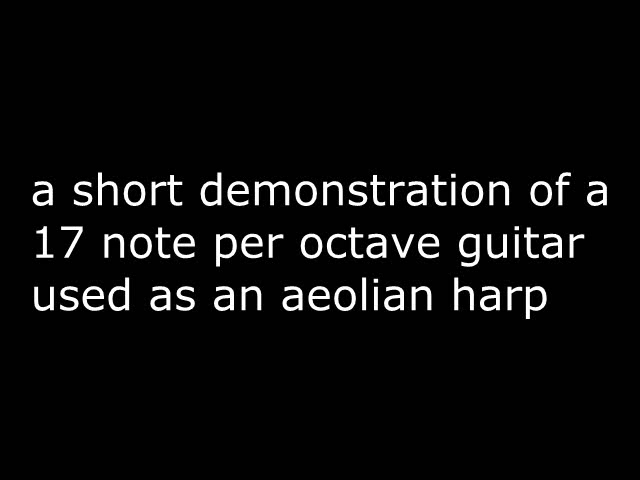 a short demonstration of a
17 note per octave guitar
used as an aeolian harp